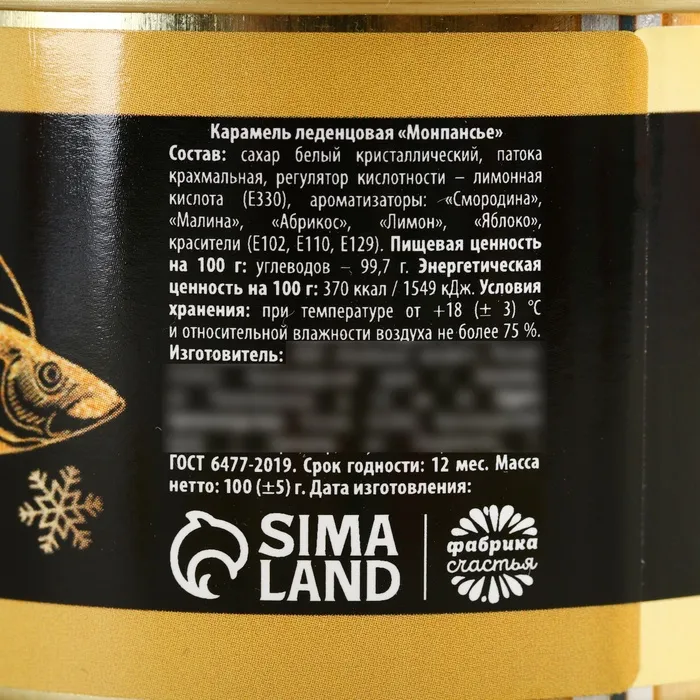 Карамель леденцовая «Монпансье»
Состав: сахар белый кристаллический, патока
крахмальная, регулятор кислотности – лимонная
кислота (Е330), ароматизаторы: «Смородина»,
«Малина», «Абрикос», «Лимон», «Яблоко»,
красители (Е102, Е110, Е129). Пищевая ценность
на 100 г: углеводов – 99,7 г. Энергетическая
ценность на 100 г: 370 ккал / 1549 кДж. Условия
хранения: при температуре от +18 (± 3) °С
и относительной влажности воздуха не более 75 %.
Изготовитель:
ГОСТ 6477-2019. Срок годности: 12 мес. Масса
нетто: 100 (±5) г. Дата изготовления:
SIMA
LAND
фабрика
счастья